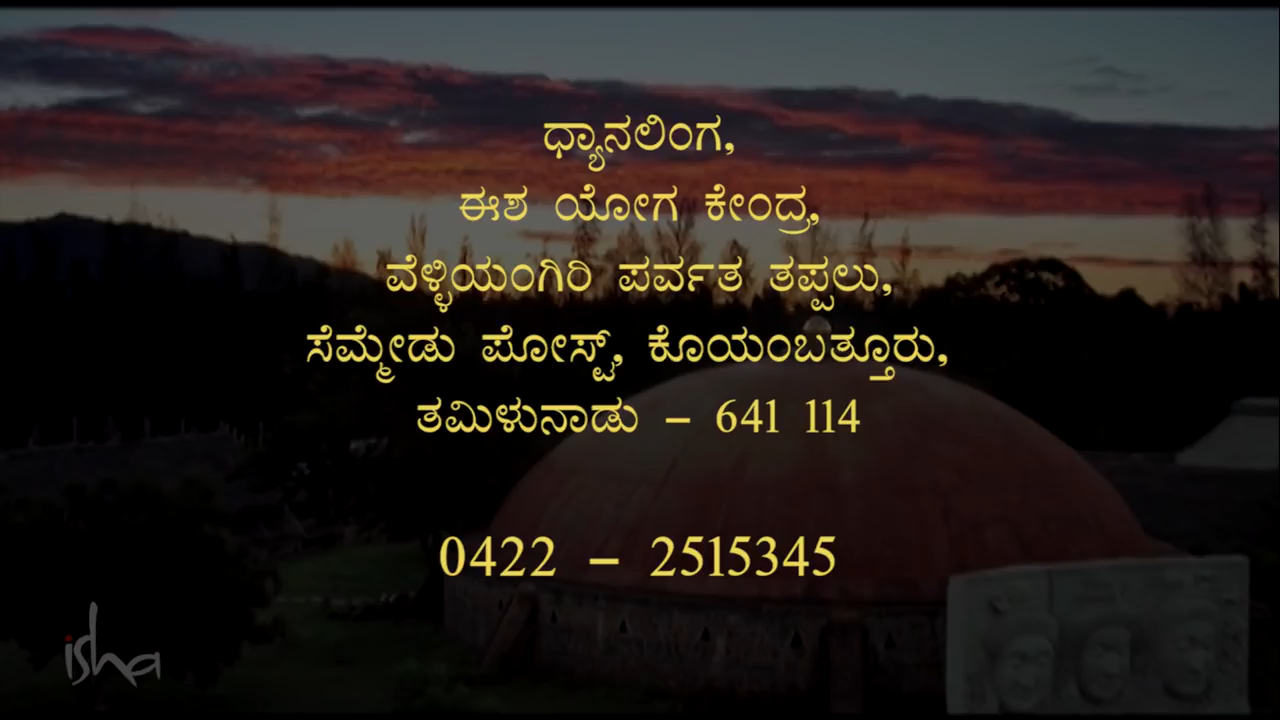 ಧ್ಯಾನಲಿಂಗ,
ಈಶ ಯೋಗ ಕೇಂದ್ರ,
ವೆಳ್ಳಿಯಂಗಿರಿ ಪರ್ವತ ತಪ್ಪಲು,
ಸೆಮ್ಮೇಡು ಪೋಸ್ಟ್, ಕೊಯಂಬತ್ತೂರು,
ತಮಿಳುನಾಡು – 641 114
0422 – 2515345
isha